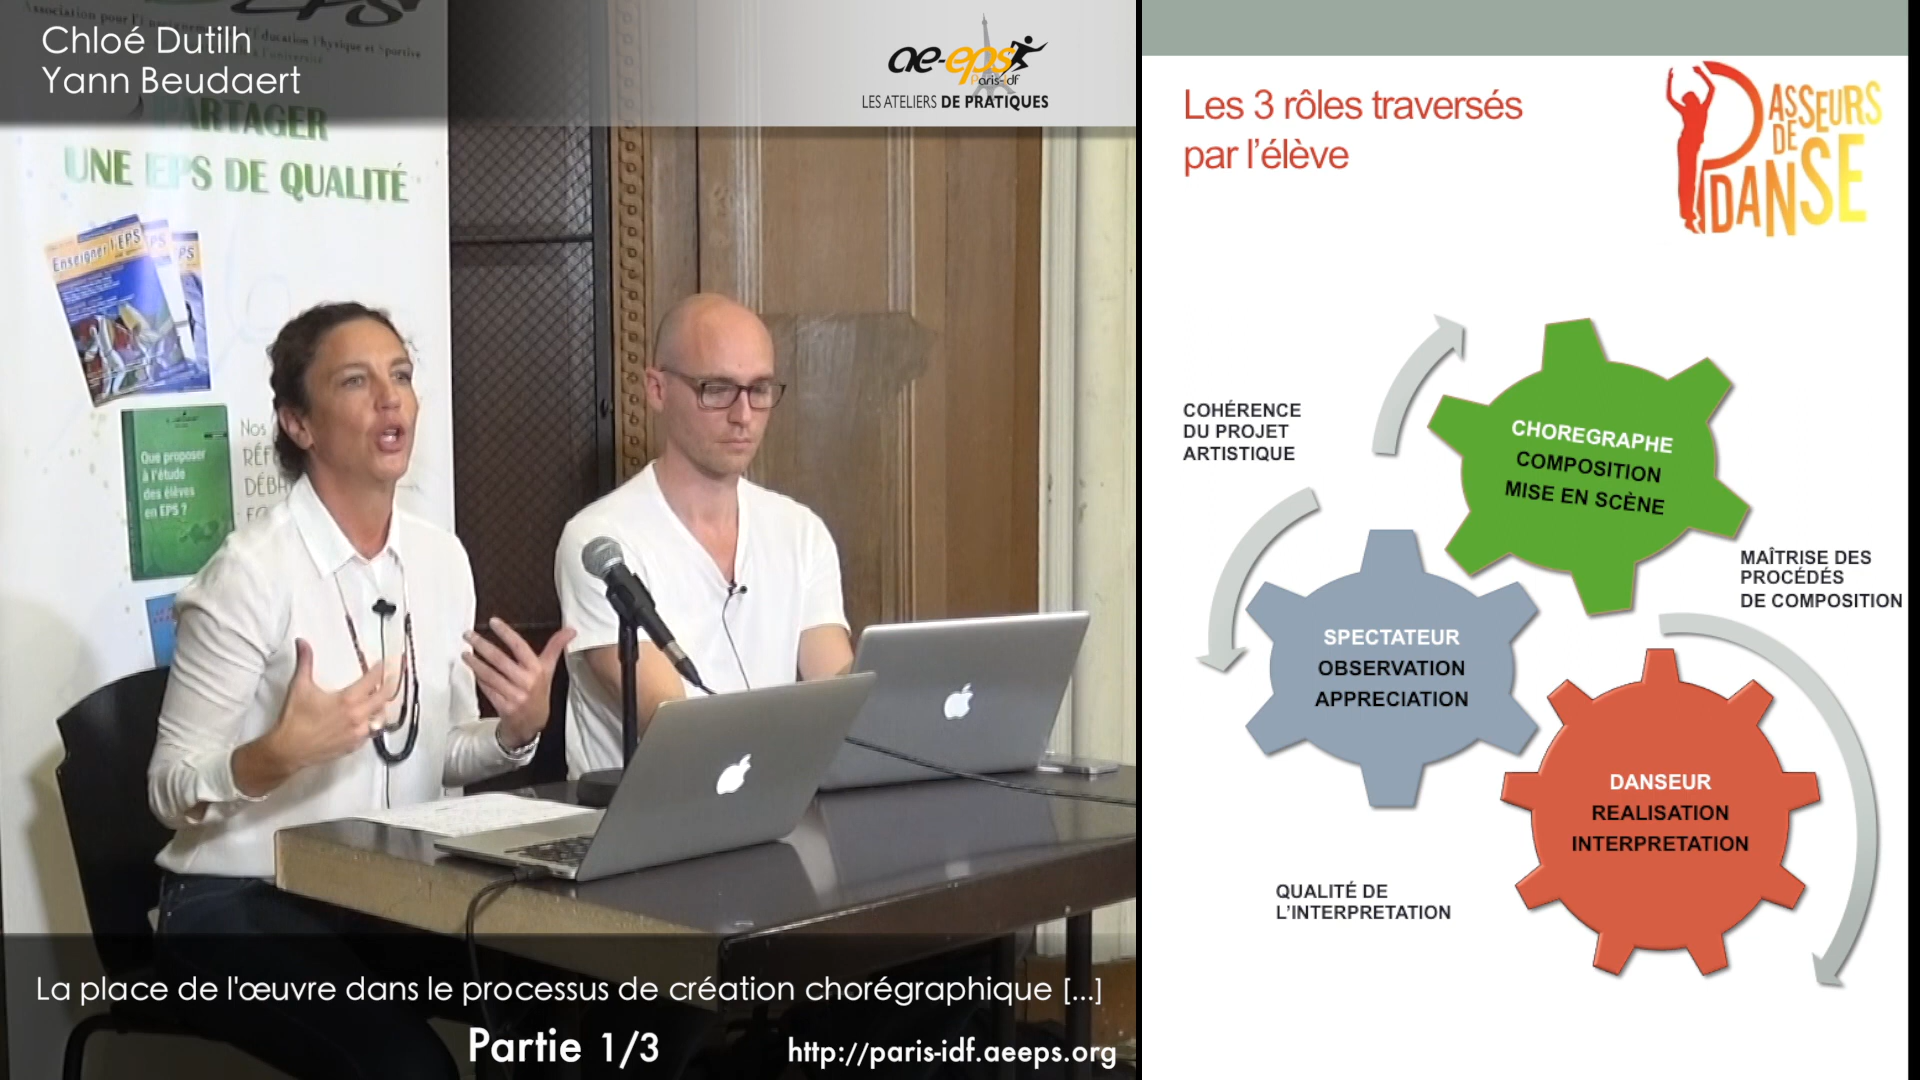 Chloé Dutilh
Yann Beudaert
ae-eps
Paris-idf
LES ATELIERS DE PRATIQUES
PARTAGER
UNE EPS DE QUALITÉ
Enseigner l'EPS
Que proposer
à l'étude
des élèves
en EPS ?
Nos
La place de l'œuvre dans le processus de création chorégraphique [...]
Partie 1/3
http://paris-idf.aeeps.org
Les 3 rôles traversés
par l'élève
PASSEURS
DE
DANSE
COHÉRENCE
DU PROJET
ARTISTIQUE
CHOREGRAPHE
COMPOSITION
MISE EN SCÈNE
MAÎTRISE DES
PROCÉDÉS
DE COMPOSITION
SPECTATEUR
OBSERVATION
APPRECIATION
DANSEUR
REALISATION
INTERPRETATION
QUALITÉ DE
L'INTERPRETATION